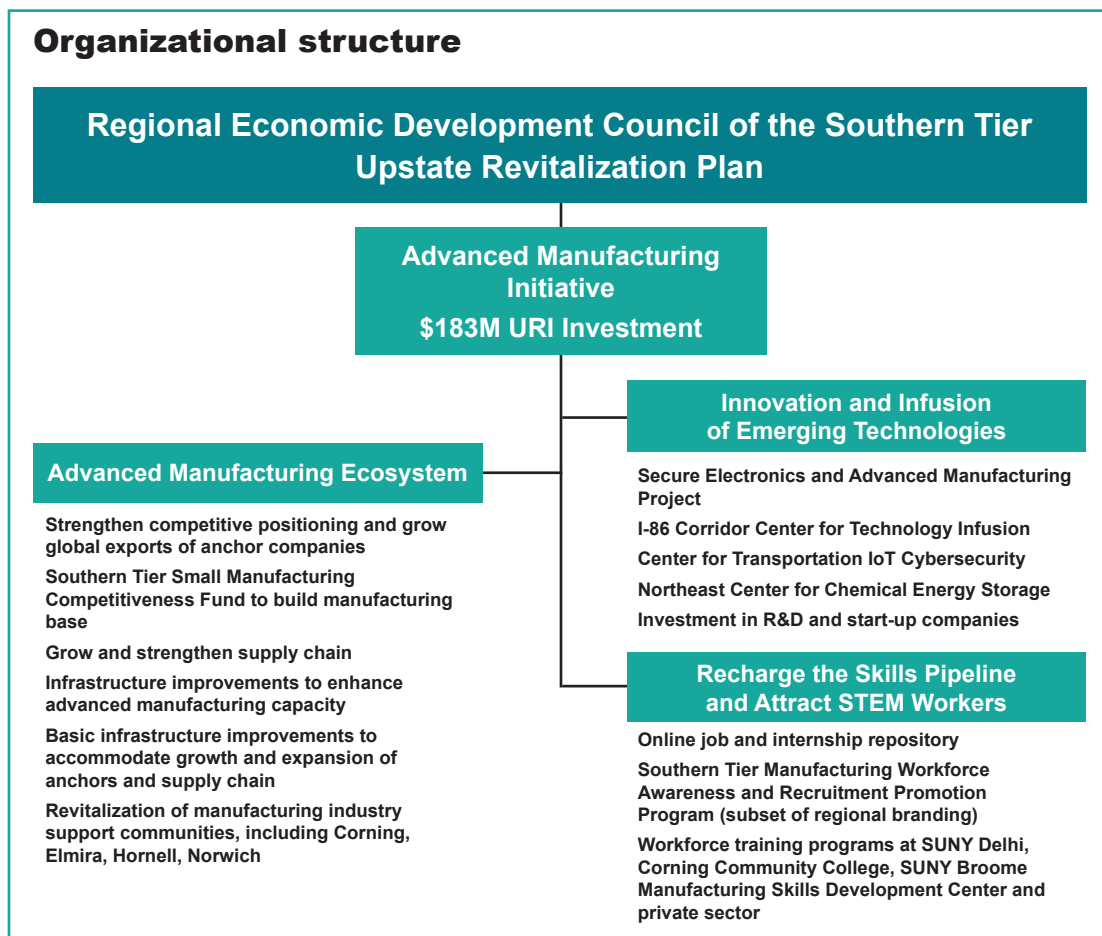 Organizational structure
Regional Economic Development Council of the Southern Tier
Upstate Revitalization Plan
Advanced Manufacturing
Initiative
$183M URI Investment
Advanced Manufacturing Ecosystem
Strengthen competitive positioning and grow
global exports of anchor companies
Southern Tier Small Manufacturing
Competitiveness Fund to build manufacturing
base
Grow and strengthen supply chain
Infrastructure improvements to enhance
advanced manufacturing capacity
Basic infrastructure improvements to
accommodate growth and expansion of
anchors and supply chain
Revitalization of manufacturing industry
support communities, including Corning,
Elmira, Hornell, Norwich
Innovation and Infusion
of Emerging Technologies
Secure Electronics and Advanced Manufacturing
Project
I-86 Corridor Center for Technology Infusion
Center for Transportation IoT Cybersecurity
Northeast Center for Chemical Energy Storage
Investment in R&D and start-up companies
Recharge the Skills Pipeline
and Attract STEM Workers
Online job and internship repository
Southern Tier Manufacturing Workforce
Awareness and Recruitment Promotion
Program (subset of regional branding)
Workforce training programs at SUNY Delhi,
Corning Community College, SUNY Broome
Manufacturing Skills Development Center and
private sector